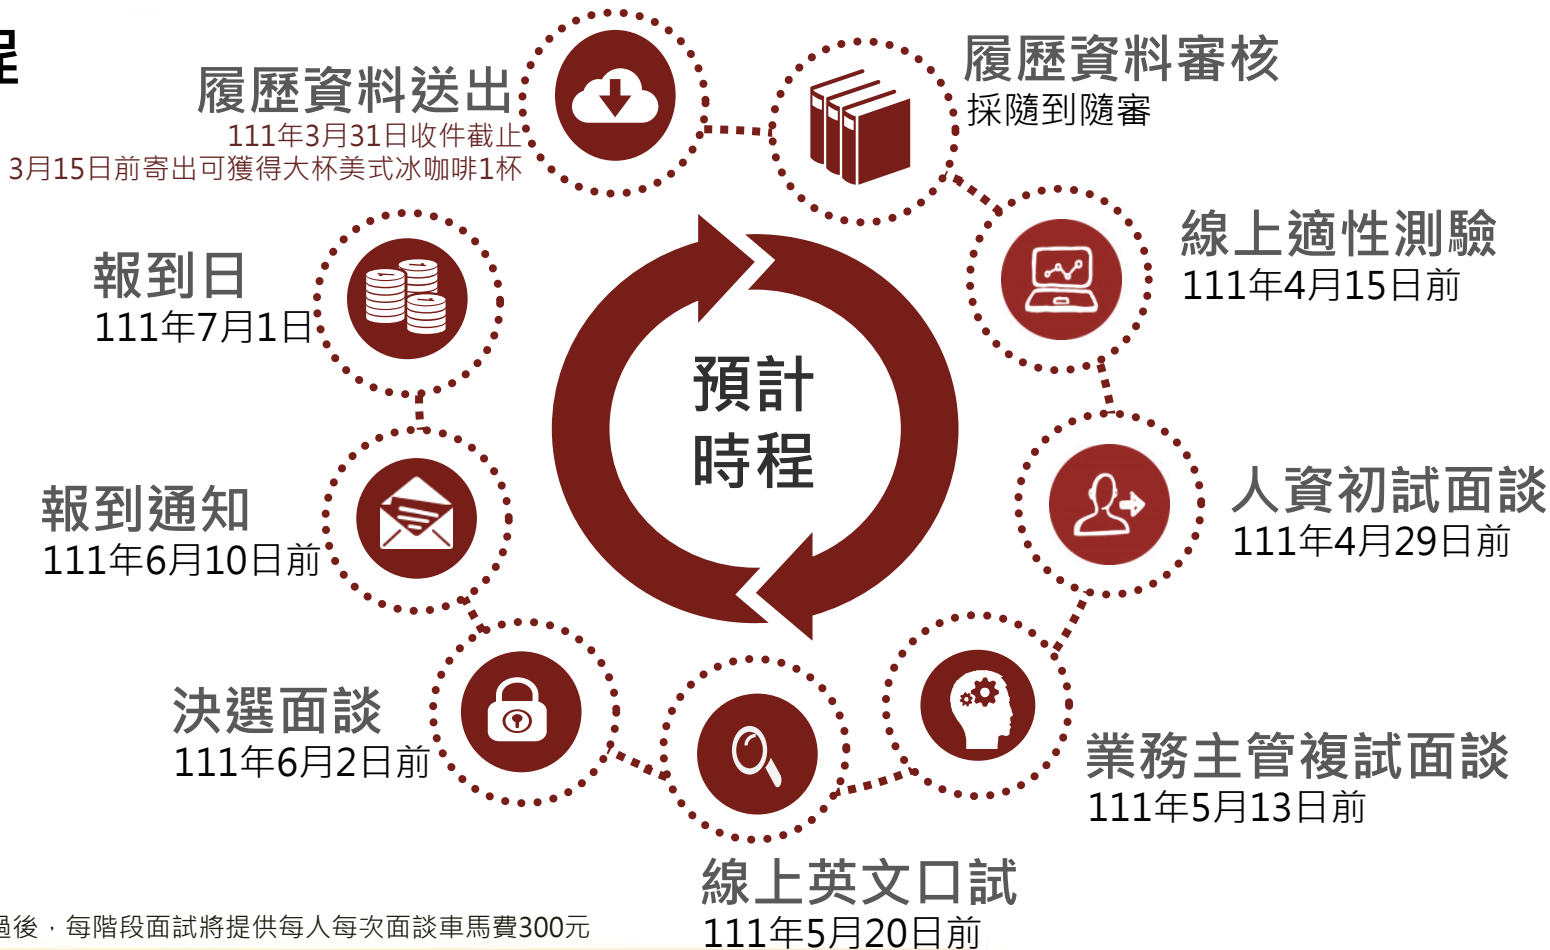 程
履歷資料送出
111年3月31日收件截止
3月15日前寄出可獲得大杯美式冰咖啡1杯
履歷資料審核
採隨到隨審
線上適性測驗
111年4月15日前
人資初試面談
111年4月29日前
業務主管複試面談
111年5月13日前
線上英文口試
111年5月20日前
決選面談
111年6月2日前
報到通知
111年6月10日前
報到日
111年7月1日
預計
時程
過後，每階段面試將提供每人每次面談車馬費300元